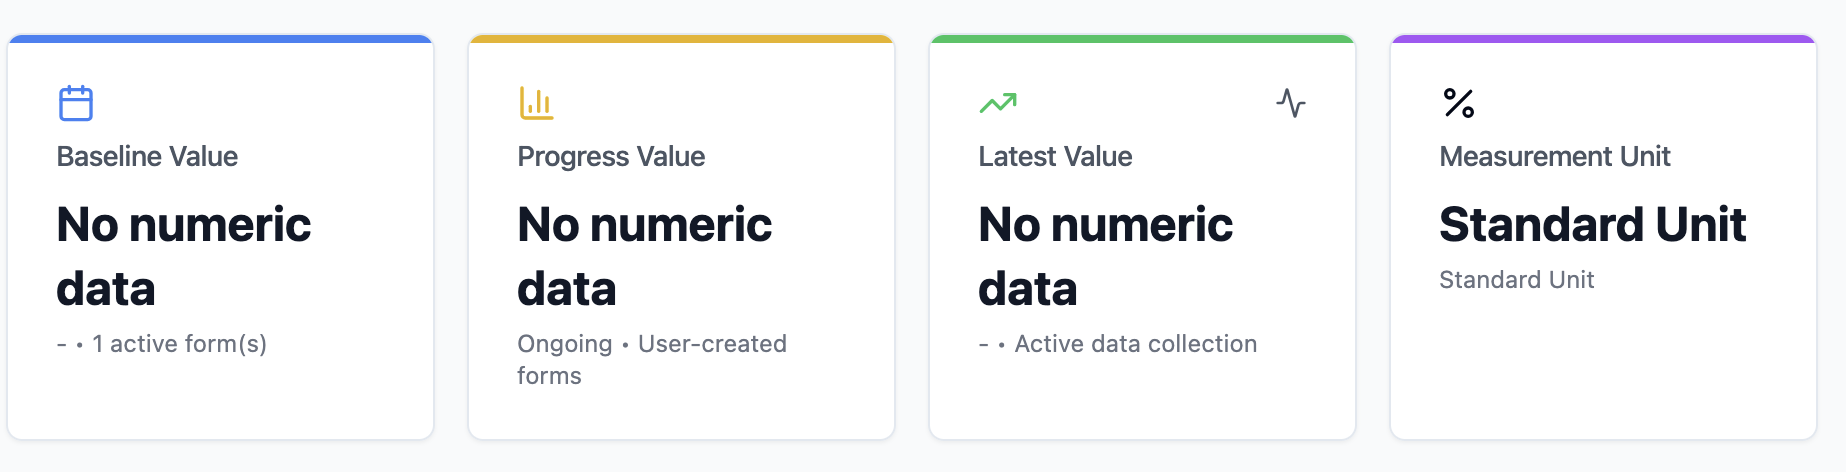 Baseline Value
No numeric
data
- • 1 active form(s)
Progress Value
No numeric
data
Ongoing • User-created
forms
Latest Value
No numeric
data
- • Active data collection
Measurement Unit
Standard Unit
Standard Unit